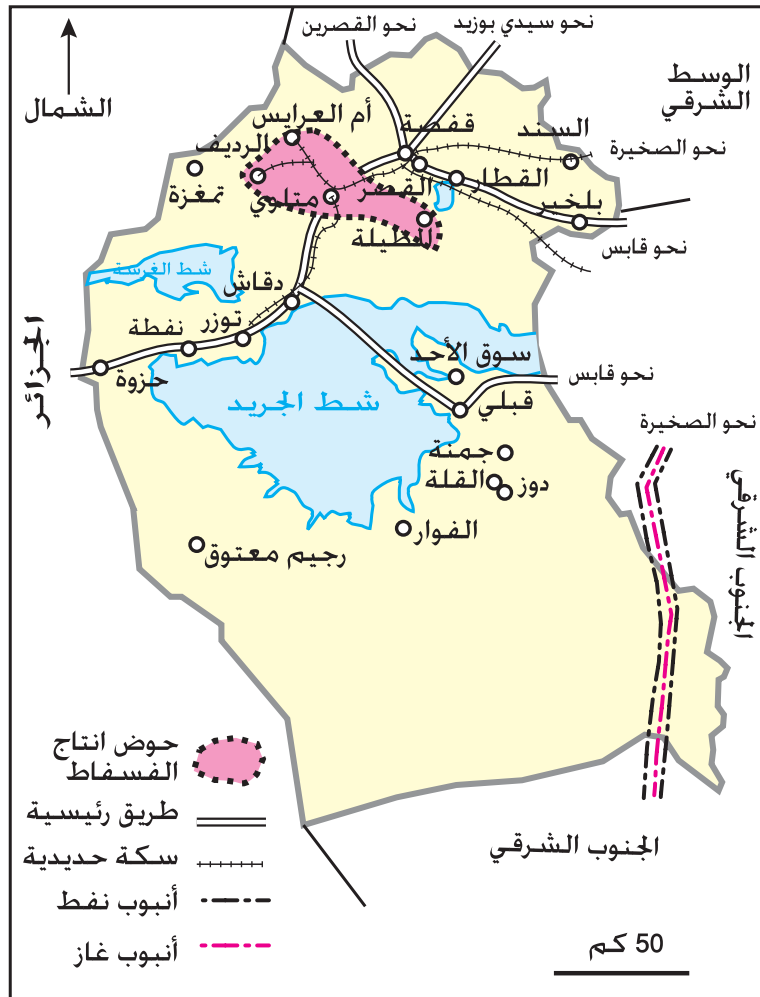 نحو القصرين
نحو سيدي بوزيد
الشمال
الوسط
الشرقي
أم العرايس
الرديف
قفصة
السند
نحو الصخيرة
تمغزة
متلوي
القصر
القطار
بلخير
المظيلة
نحو قابس
شط الغرسة
دقاش
توزر
نفطة
حزوة
سوق الأحد
نحو قابس
قبلي
شط الجريد
الجزائر
نحو الصخيرة
جمنة
القلة
دوز
الفوار
رجيم معتوق
الجنوب الشرقي
حوض انتاج
الفسفاط
طريق رئيسية
سكة حديدية
أنبوب نفط
أنبوب غاز
الجنوب الشرقي
50 كم